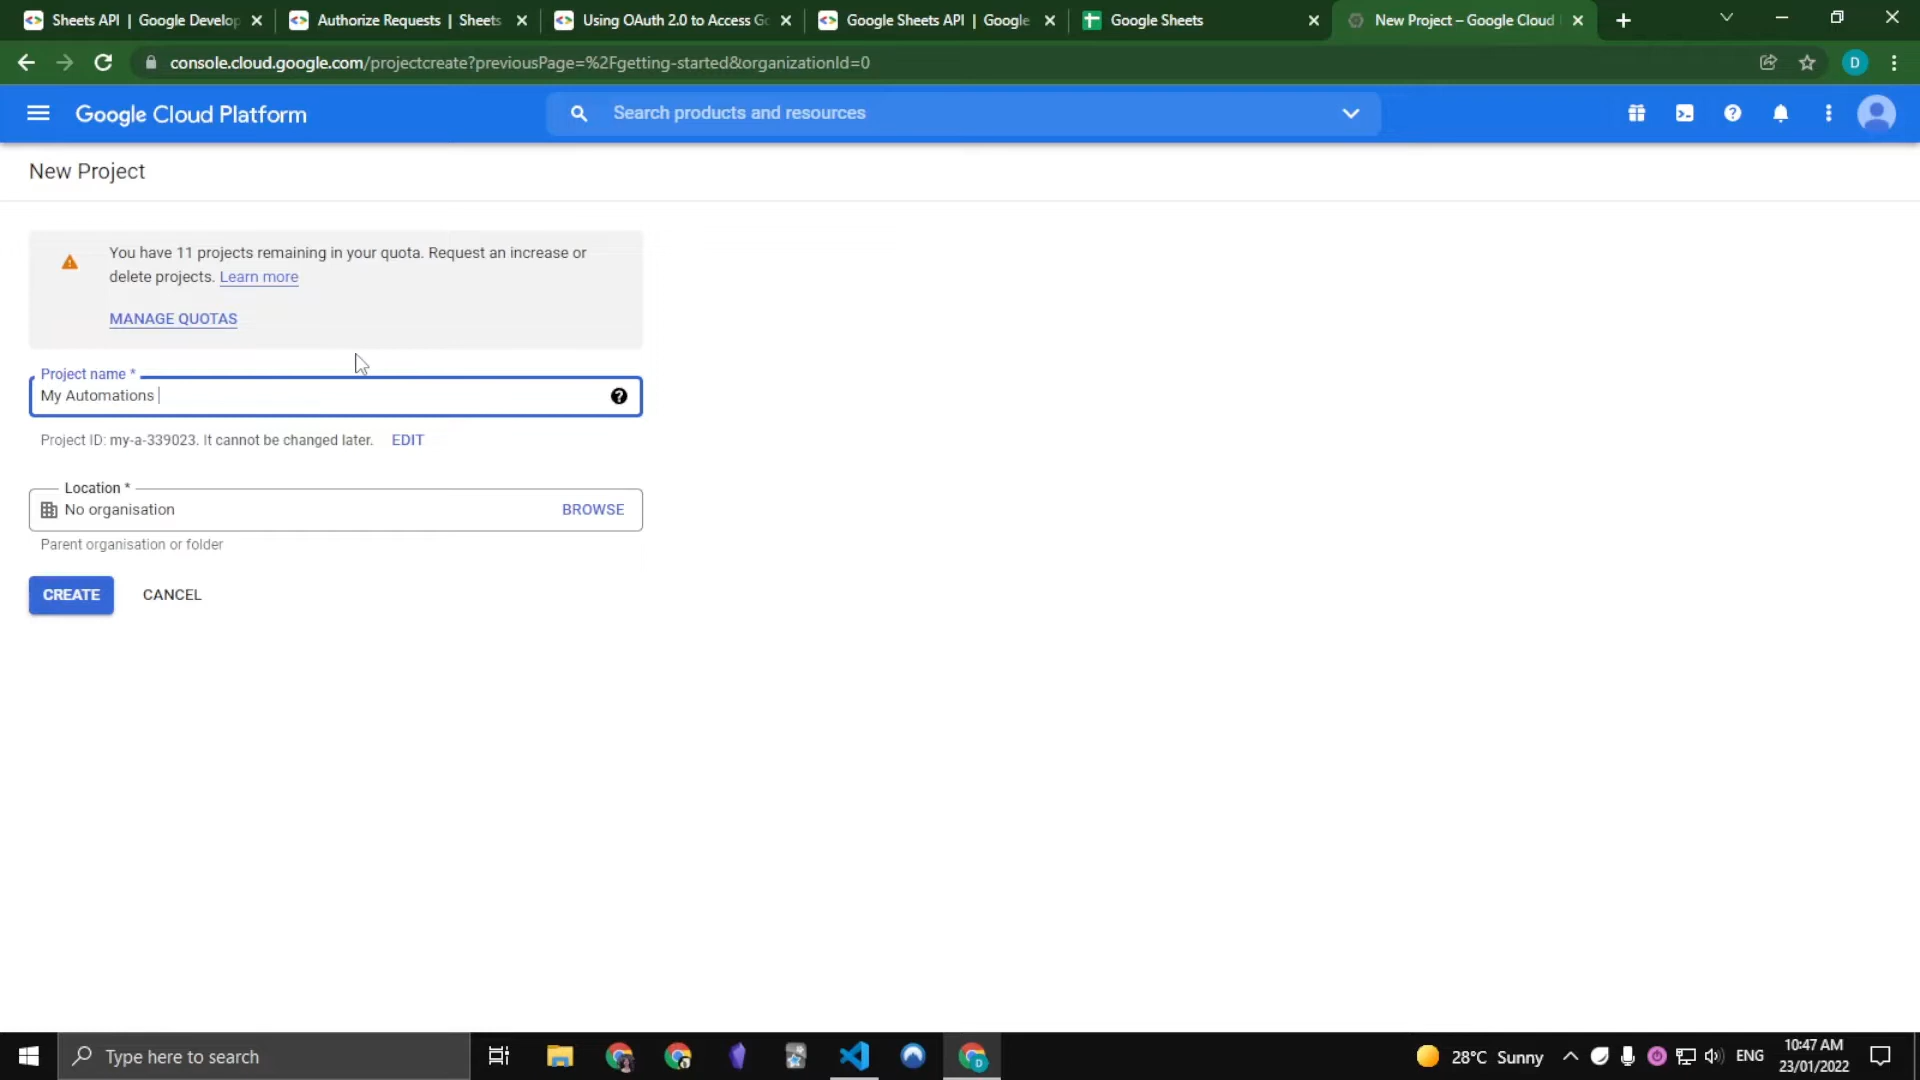 Sheets API | Google Develop
Authorize Requests | Sheets
Using OAuth 2.0 to Access Go
Google Sheets API | Google
Google Sheets
New Project – Google Cloud
console.cloud.google.com/projectcreate?previousPage=%2Fgetting-started&organizationId=0
D
Google Cloud Platform
Search products and resources
New Project
You have 11 projects remaining in your quota. Request an increase or
delete projects. Learn more
MANAGE QUOTAS
Project name *
My Automations
Project ID: my-a-339023. It cannot be changed later. EDIT
Location *
No organisation
BROWSE
Parent organisation or folder
CREATE
CANCEL
Type here to search
28°C Sunny
ENG
10:47 AM
23/01/2022